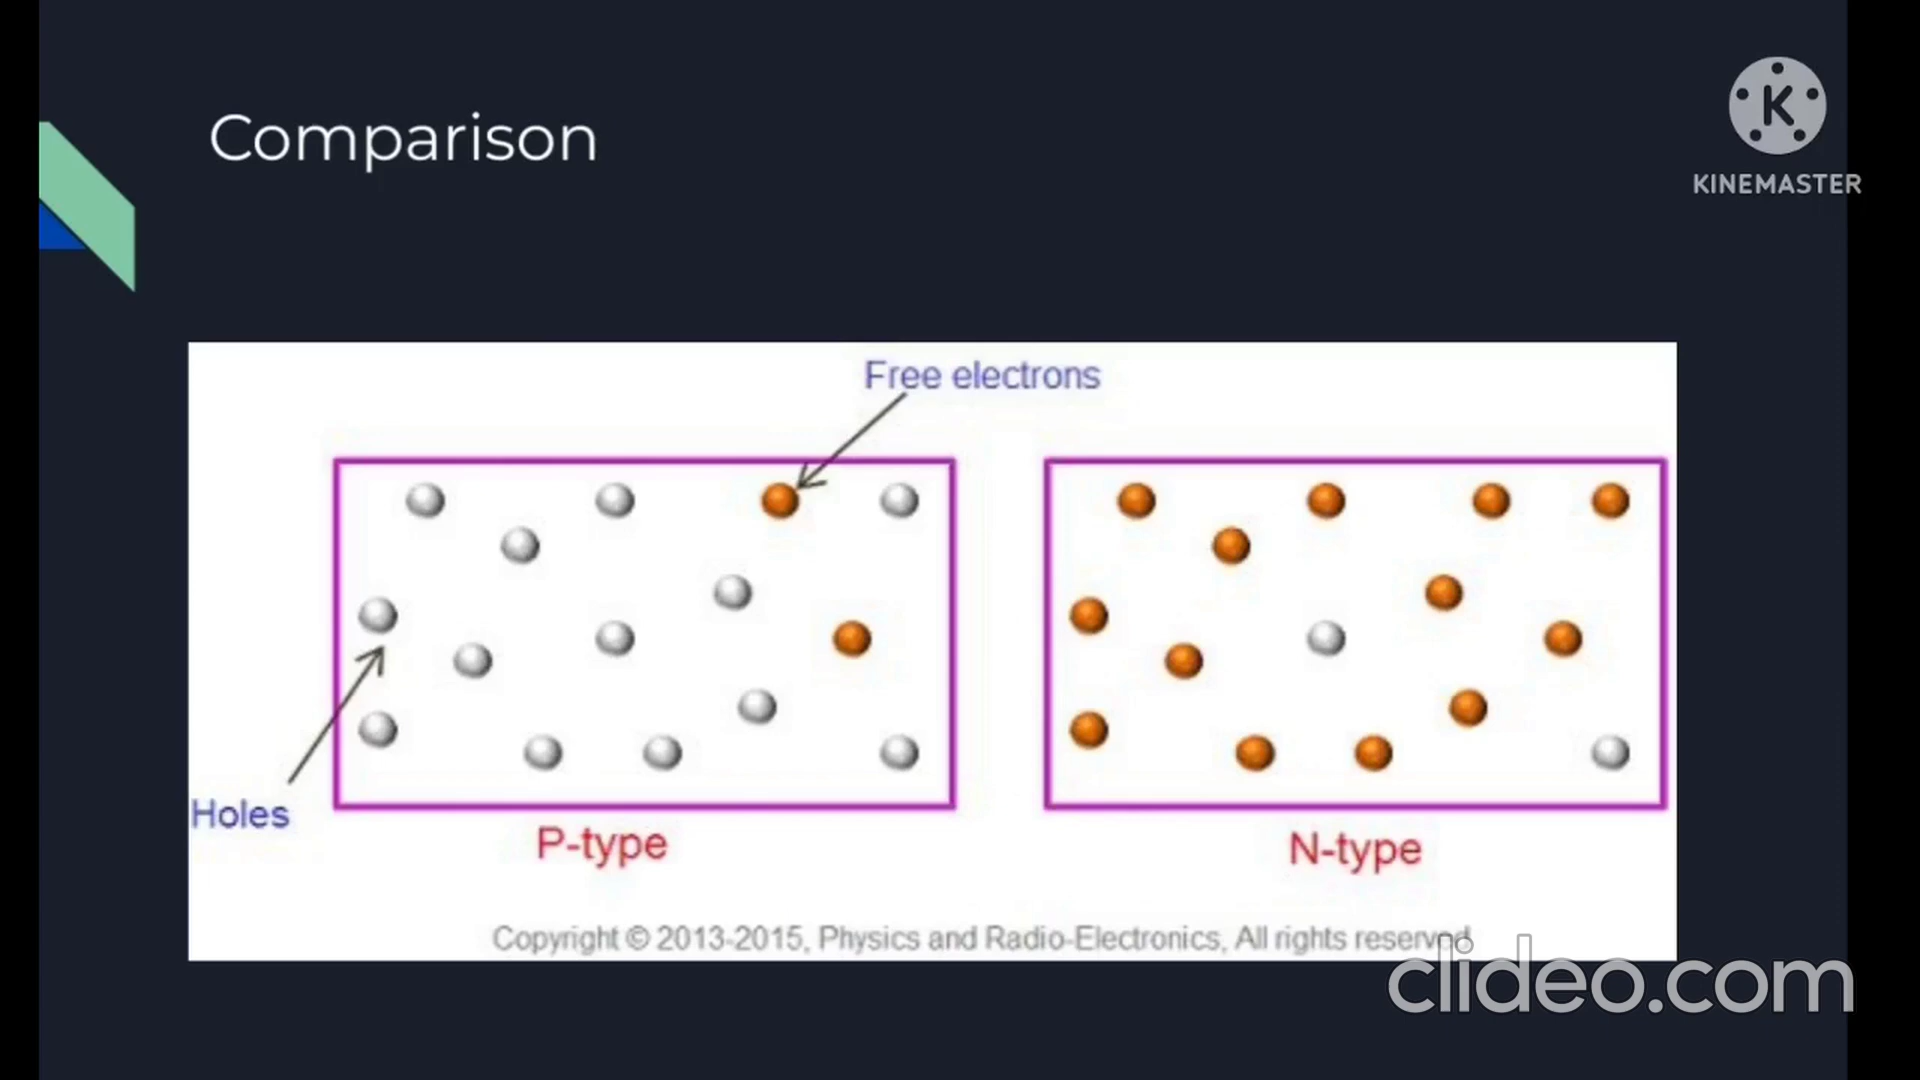 Comparison
K
KINEMASTER
Free electrons
Holes
P-type
N-type
Copyright © 2013-2015, Physics and Radio-Electronics, All rights reserved
clideo.com